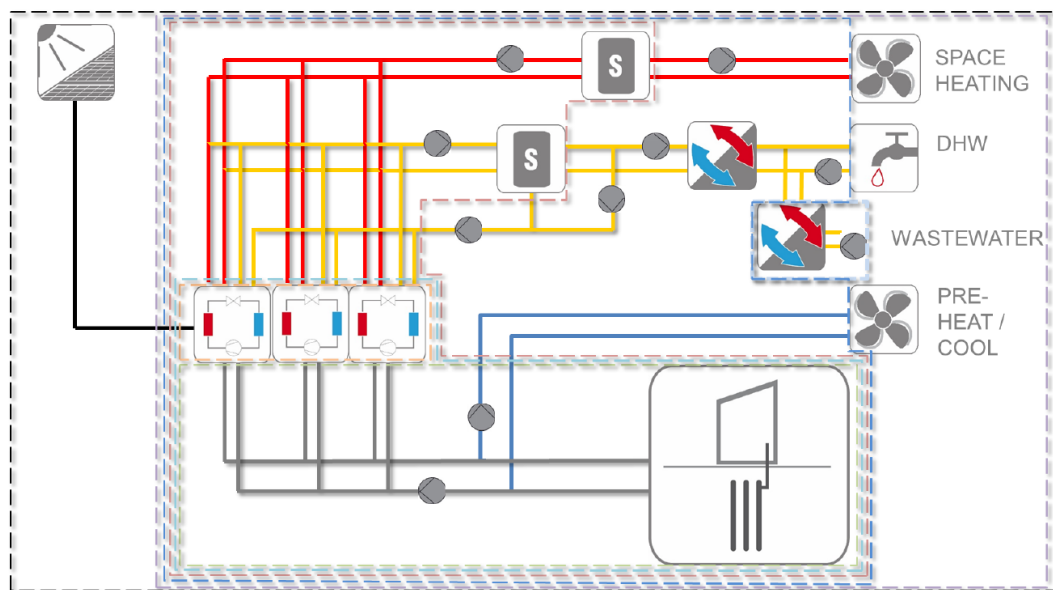 S
SPACE
HEATING
S
DHW
WASTEWATER
PRE-
HEAT /
COOL